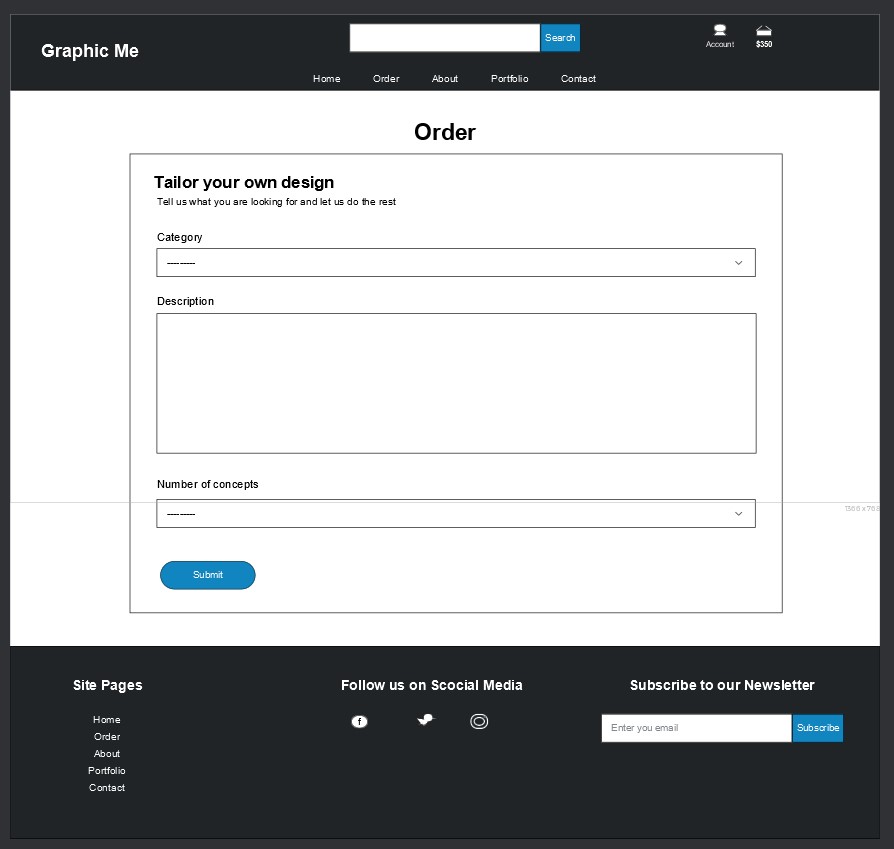 Graphic Me
Search
Account
$350
Home Order About Portfolio Contact
Order
Tailor your own design
Tell us what you are looking for and let us do the rest
Category
---------
Description
Number of concepts
---------
1366 x 768
Submit
Site Pages
Home
Order
About
Portfolio
Contact
Follow us on Scocial Media
f
Subscribe to our Newsletter
Enter you email
Subscribe